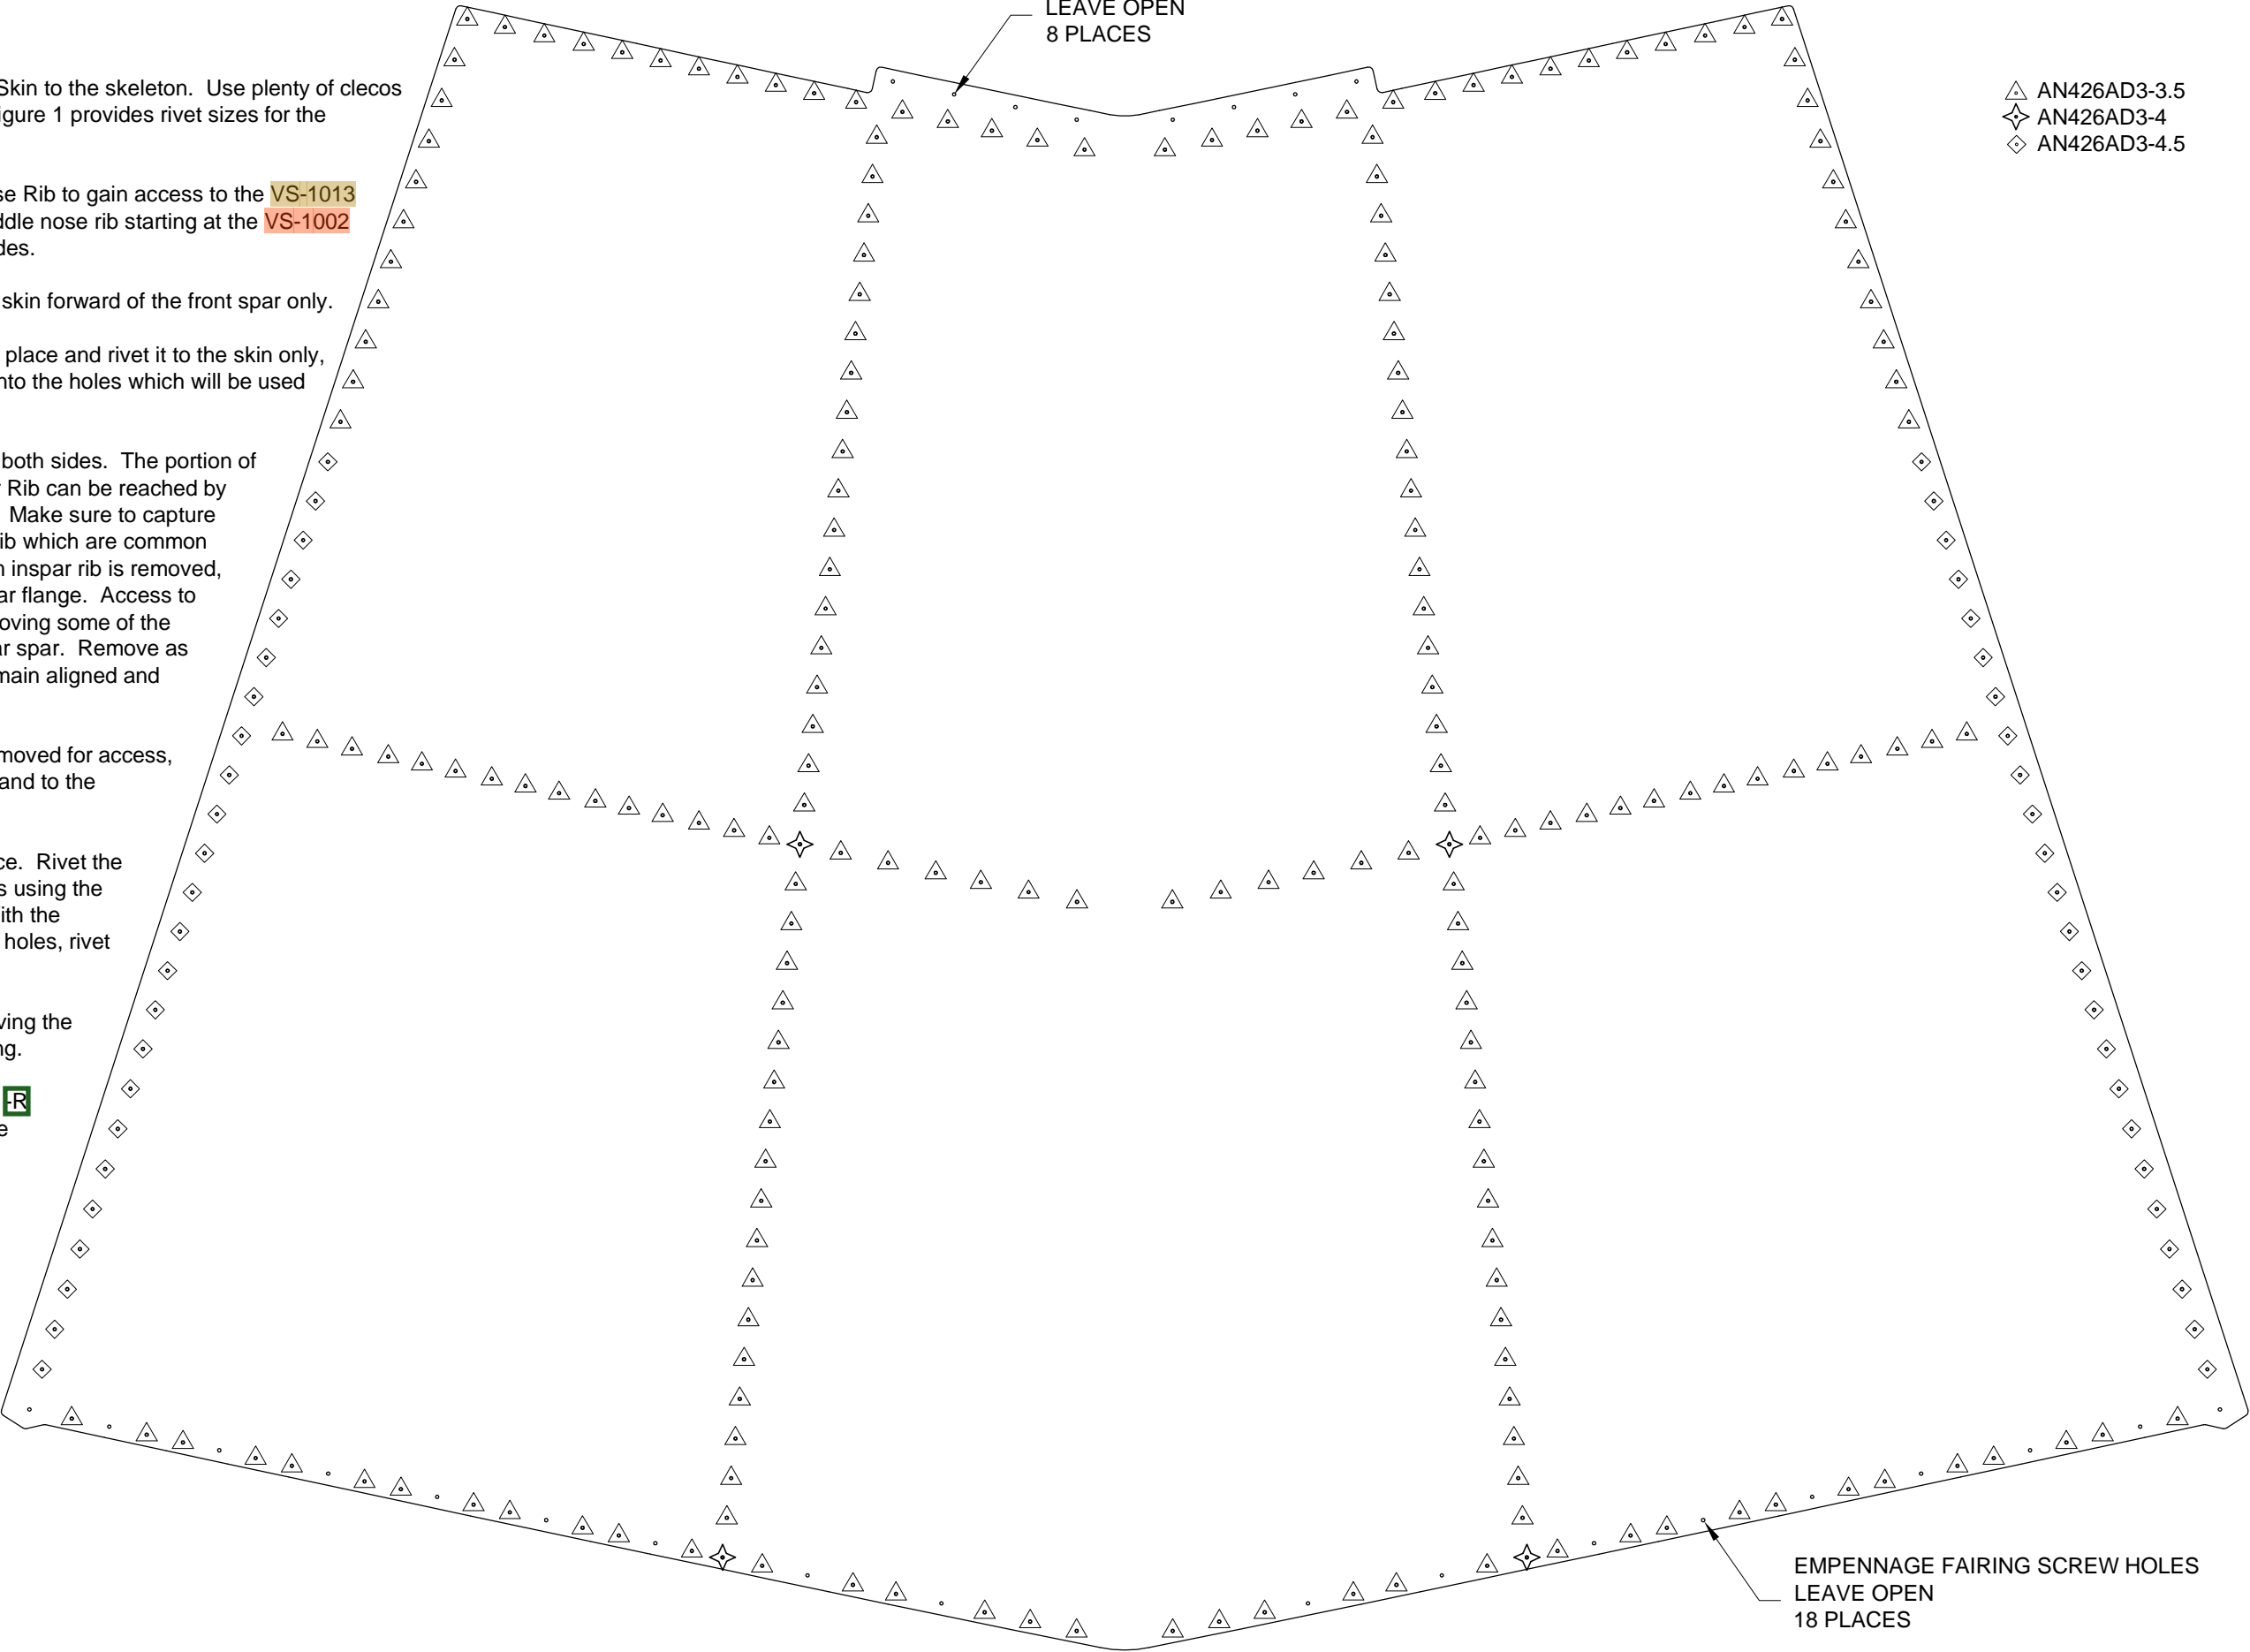 LEAVE OPEN
8 PLACES
Skin to the skeleton.  Use plenty of clecos
igure 1 provides rivet sizes for the
se Rib to gain access to the VS-1013
ddle nose rib starting at the VS-1002
des.
skin forward of the front spar only.
place and rivet it to the skin only,
nto the holes which will be used
both sides.  The portion of
r Rib can be reached by
Make sure to capture
ib which are common
n inspar rib is removed,
ar flange.  Access to
oving some of the
ar spar.  Remove as
main aligned and
moved for access,
and to the
ce.  Rivet the
s using the
ith the
holes, rivet
ving the
ng.
-R
e
AN426AD3-3.5
AN426AD3-4
AN426AD3-4.5
EMPENNAGE FAIRING SCREW HOLES
LEAVE OPEN
18 PLACES